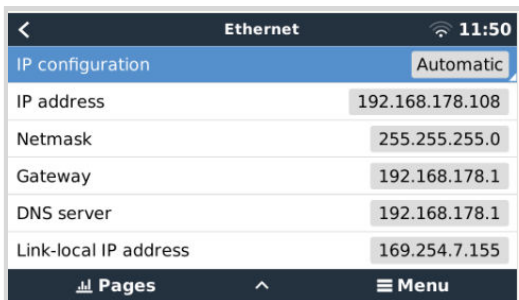 Ethernet 11:50
IP configuration Automatic
IP address 192.168.178.108
Netmask 255.255.255.0
Gateway 192.168.178.1
DNS server 192.168.178.1
Link-local IP address 169.254.7.155
Pages Menu